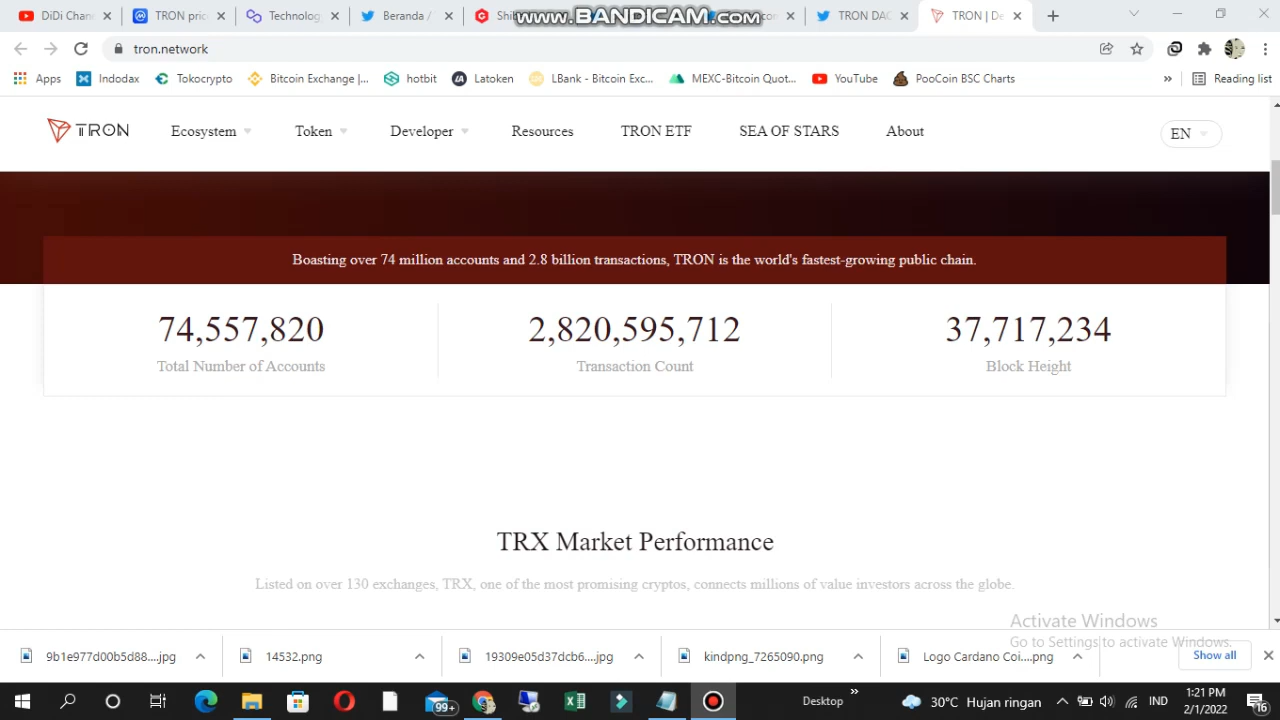 DiDi Chan
TRON pric
Technolog
Beranda /
Shib
www.BANDICAM.com
TRON DAO
TRON | De
tron.network
Apps
Indodax
Tokocrypto
Bitcoin Exchange |...
hotbit
Latoken
LBank - Bitcoin Exc...
MEXC-Bitcoin Quot...
YouTube
PooCoin BSC Charts
»
Reading list
TRON
Ecosystem
Token
Developer
Resources
TRON ETF
SEA OF STARS
About
EN
Boasting over 74 million accounts and 2.8 billion transactions, TRON is the world's fastest-growing public chain.
74,557,820
2,820,595,712
37,717,234
Total Number of Accounts
Transaction Count
Block Height
TRX Market Performance
Listed on over 130 exchanges, TRX, one of the most promising cryptos, connects millions of value investors across the globe.
Activate Windows
Go to Settings to activate Windows.
9b1e977d00b5d88....jpg
14532.png
19309e05d37dcb6....jpg
kindpng_7265090.png
Logo Cardano Coi....png
Show all
99+
Desktop
»
30°C Hujan ringan
IND
1:21 PM
2/1/2022
16